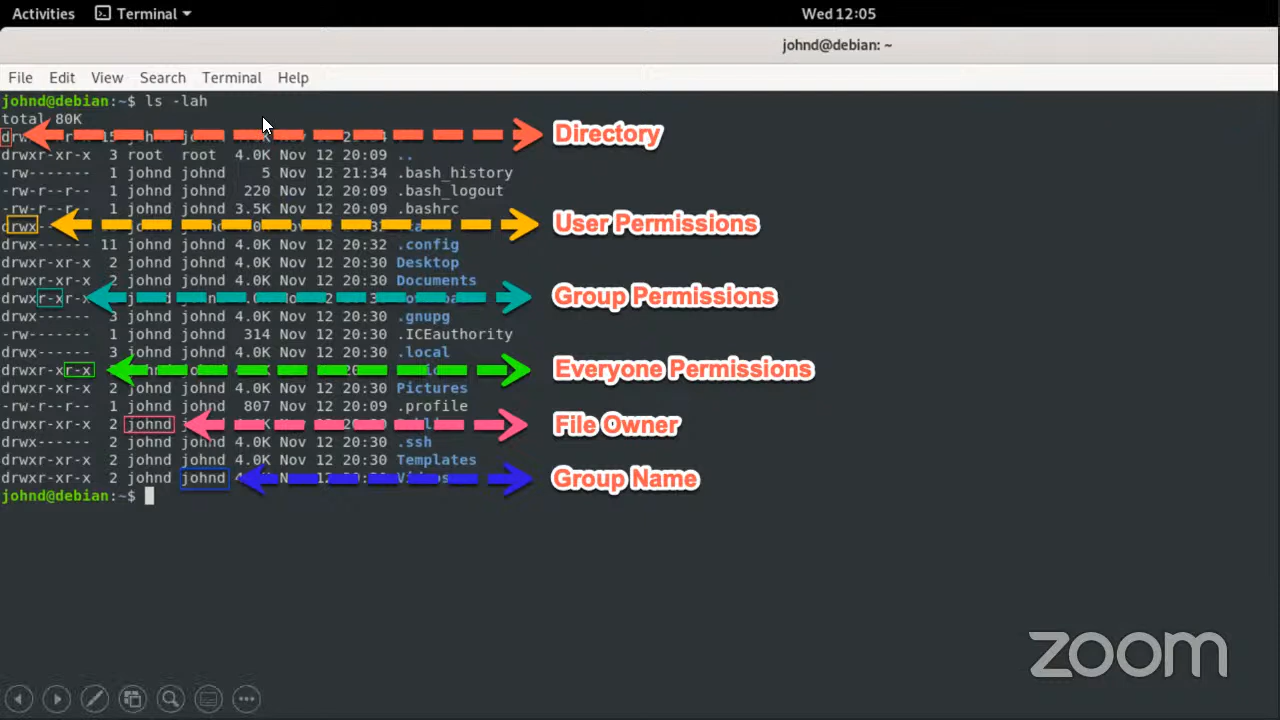 Activities Terminal Wed 12:05
johnd@debian: ~
File Edit View Search Terminal Help
johnd@debian:~$ ls -lah
total 80K
Directory
drwxr-xr-x 3 root root 4.0K Nov 12 20:09 ..
-rw------- 1 johnd johnd 5 Nov 12 21:34 .bash_history
-rw-r--r-- 1 johnd johnd 220 Nov 12 20:09 .bash_logout
-rw-r--r-- 1 johnd johnd 3.5K Nov 12 20:09 .bashrc
drwx User Permissions
drwx------ 11 johnd johnd 4.0K Nov 12 20:32 .config
drwxr-xr-x 2 johnd johnd 4.0K Nov 12 20:30 Desktop
drwxr-xr-x 2 johnd johnd 4.0K Nov 12 20:30 Documents
drwxr-xr-x Group Permissions
drwx------ 3 johnd johnd 4.0K Nov 12 20:30 .gnupg
-rw------- 1 johnd johnd 314 Nov 12 20:30 .ICEauthority
drwx------ 3 johnd johnd 4.0K Nov 12 20:30 .local
drwxr-xr-x Everyone Permissions
drwxr-xr-x 2 johnd johnd 4.0K Nov 12 20:30 Pictures
-rw-r--r-- 1 johnd johnd 807 Nov 12 20:09 .profile
drwxr-xr-x 2 johnd File Owner
drwx------ 2 johnd johnd 4.0K Nov 12 20:30 .ssh
drwxr-xr-x 2 johnd johnd 4.0K Nov 12 20:30 Templates
drwxr-xr-x 2 johnd johnd Group Name
johnd@debian:~$
zoom